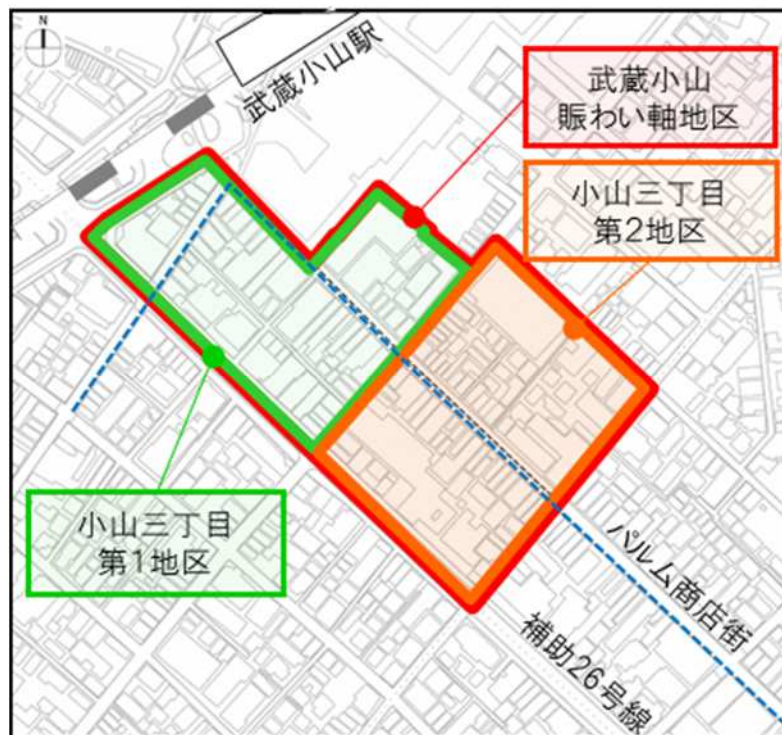 N
武蔵小山駅
武蔵小山
賑わい軸地区
小山三丁目
第2地区
小山三丁目
第1地区
パルム商店街
補助26号線